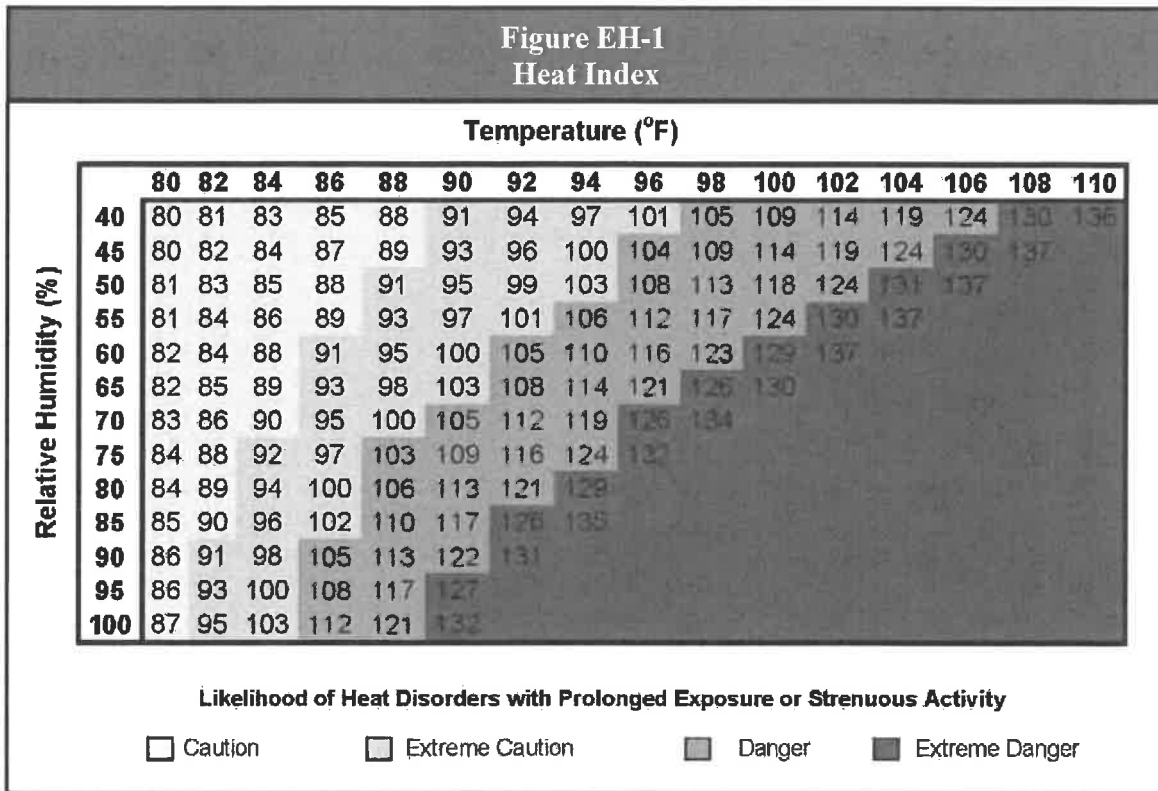 Figure EH-1
Heat Index
Temperature (°F)
80 82 84 86 88 90 92 94 96 98 100 102 104 106 108 110
Relative Humidity (%)
40 80 81 83 85 88 91 94 97 101 105 109 114 119 124 130 136
45 80 82 84 87 89 93 96 100 104 109 114 119 124 130 137
50 81 83 85 88 91 95 99 103 108 113 118 124 131 137
55 81 84 86 89 93 97 101 106 112 117 124 130 137
60 82 84 88 91 95 100 105 110 116 123 129 137
65 82 85 89 93 98 103 108 114 121 126 130
70 83 86 90 95 100 105 112 119 126 134
75 84 88 92 97 103 109 116 124 132
80 84 89 94 100 106 113 121 129
85 85 90 96 102 110 117 126 135
90 86 91 98 105 113 122 131
95 86 93 100 108 117 127
100 87 95 103 112 121 132
Likelihood of Heat Disorders with Prolonged Exposure or Strenuous Activity
Caution Extreme Caution Danger Extreme Danger